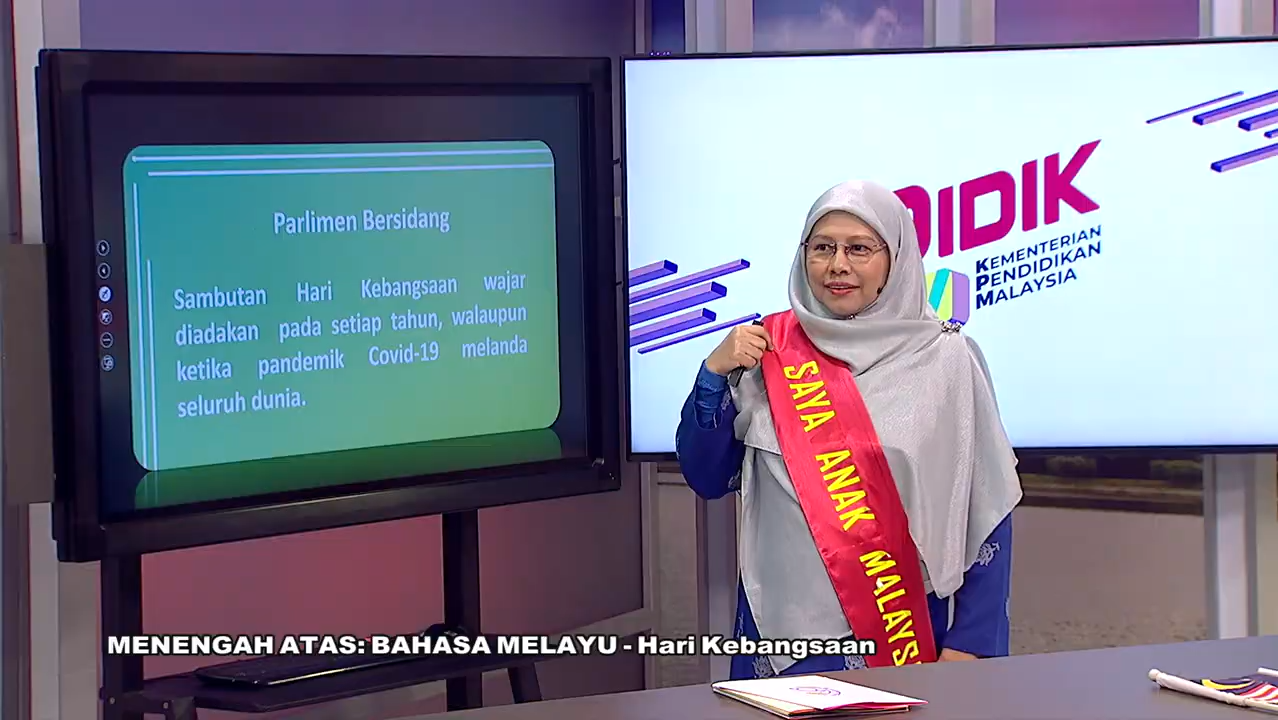 Parlimen Bersidang
Sambutan Hari Kebangsaan wajar
diadakan pada setiap tahun, walaupun
ketika pandemik Covid-19 melanda
seluruh dunia.
DIDIK
KEMENTERIAN
PENDIDIKAN
MALAYSIA
SAYA ANAK MALAYS
MENENGAH ATAS: BAHASA MELAYU - Hari Kebangsaan